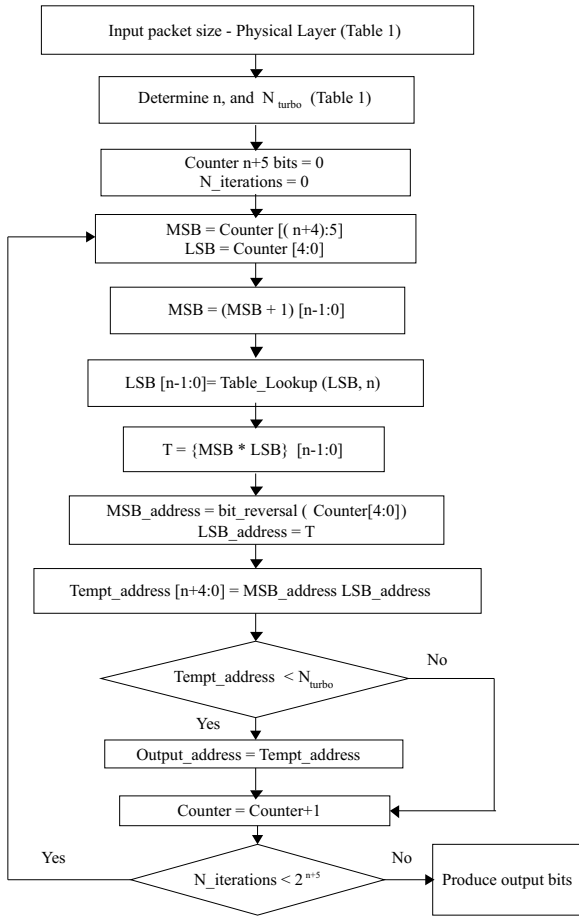 Input packet size - Physical Layer (Table 1)
Determine n, and N turbo (Table 1)
Counter n+5 bits = 0
N_iterations = 0
MSB = Counter [( n+4):5]
LSB = Counter [4:0]
MSB = (MSB + 1) [n-1:0]
LSB [n-1:0]= Table_Lookup (LSB, n)
T = {MSB * LSB} [n-1:0]
MSB_address = bit_reversal ( Counter[4:0])
LSB_address = T
Tempt_address [n+4:0] = MSB_address LSB_address
Tempt_address < Nturbo
No
Yes
Output_address = Tempt_address
Counter = Counter+1
Yes
N_iterations < 2 n+5
No
Produce output bits